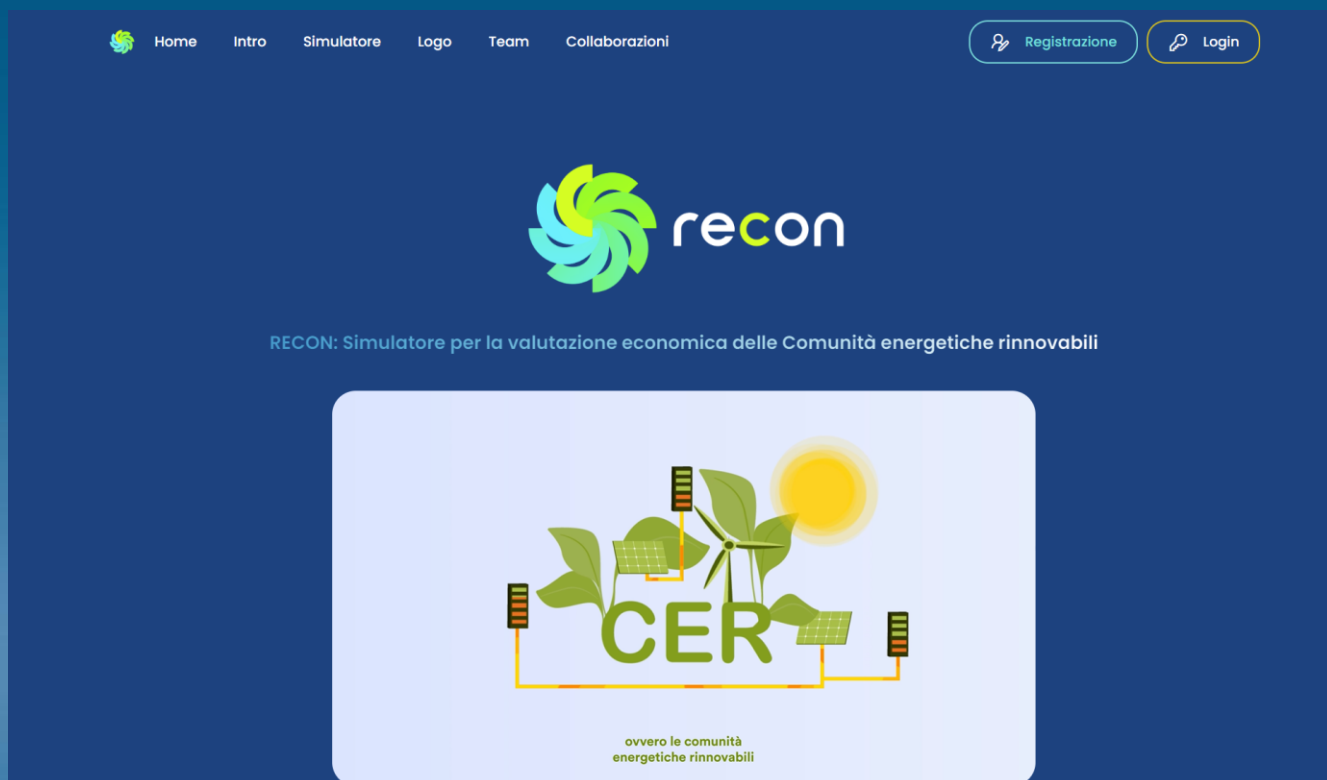 Home Intro Simulatore Logo Team Collaborazioni Registrazione Login
recon
RECON: Simulatore per la valutazione economica delle Comunità energetiche rinnovabili
CER
ovvero le comunità
energetiche rinnovabili